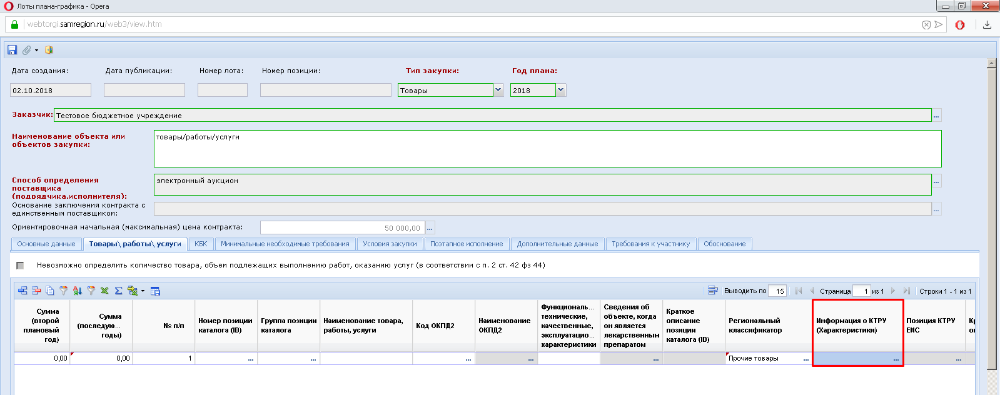 Лоты плана-графика - Opera
webtorgi.samregion.ru/web3/view.htm
Дата создания: Дата публикации: Номер лота: Номер позиции: Тип закупки: Год плана:
02.10.2018 Товары 2018
Заказчик: Тестовое бюджетное учреждение
Наименование объекта или
объектов закупки:
товары/работы/услуги
Способ определения
поставщика
(подрядчика,исполнителя):
электронный аукцион
Основание заключения контракта с
единственным поставщиком:
Ориентировочная начальная (максимальная) цена контракта: 50 000,00
Основные данные Товары\ работы\ услуги КБК Минимальные необходимые требования Условия закупки Поэтапное исполнение Дополнительные данные Требования к участнику Обоснование
Невозможно определить количество товара, объем подлежащих выполнению работ, оказанию услуг (в соответствии с п. 2 ст. 42 фз 44)
Выводить по 15 Страница 1 из 1 Строки 1 - 1 из 1
Сумма
(второй
плановый
год)
Сумма
(последую...
годы)
№ п/п
Номер позиции
каталога (ID)
Группа позиции
каталога
Наименование товара,
работы, услуги
Код ОКПД2
Наименование
ОКПД2
Функциональ...
технические,
качественные,
эксплуатацио...
характеристики
Сведения об
объекте, когда
он является
лекарственным
препаратом
Краткое
описание
позиции
каталога (ID)
Региональный
классификатор
Информация о КТРУ
(Характеристики)
Позиция КТРУ
ЕИС
0,00 0,00 1 ... ... ... ... ... Прочие товары ... ... ...